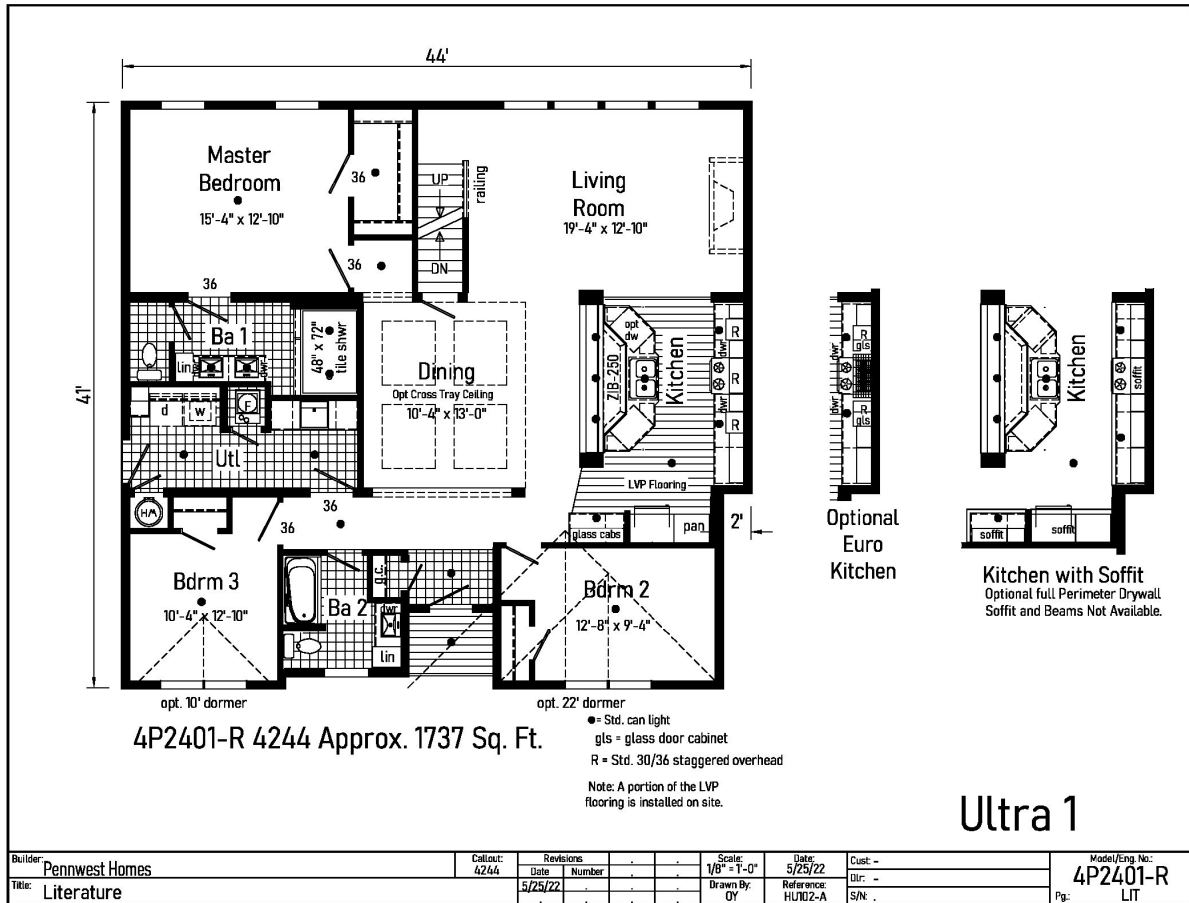 44'
41'
Master
Bedroom
15'-4" x 12'-10"
36
36
36
UP
DN
railing
Living
Room
19'-4" x 12'-10"
Ba 1
lin
dwr
48" x 72"
tile shwr
Dining
Opt Cross Tray Ceiling
10'-4" x 13'-0"
opt
dw
ZIB-250
Kitchen
dwr
dwr
R
R
R
LVP Flooring
d
w
F
Utl
HW
36
36
glass cabs
pan
2'
Bdrm 3
10'-4" x 12'-10"
Ba 2
g.c.
dwr
lin
Bdrm 2
12'-8" x 9'-4"
opt. 10' dormer
opt. 22' dormer
4P2401-R 4244 Approx. 1737 Sq. Ft.
●= Std. can light
gls = glass door cabinet
R = Std. 30/36 staggered overhead
Note: A portion of the LVP
flooring is installed on site.
R
gls
dwr
dwr
R
gls
Optional
Euro
Kitchen
Kitchen
soffit
soffit
soffit
Kitchen with Soffit
Optional full Perimeter Drywall
Soffit and Beams Not Available.
Ultra 1
Builder: Pennwest Homes
Title: Literature
Callout: 4244
Revisions
Date Number
5/25/22
Scale: 1/8" = 1'-0"
Date: 5/25/22
Drawn By: OY
Reference: HU102-A
Cust: -
Dlr: -
S/N: .
Model/Eng. No.:
4P2401-R
Pg.: LIT